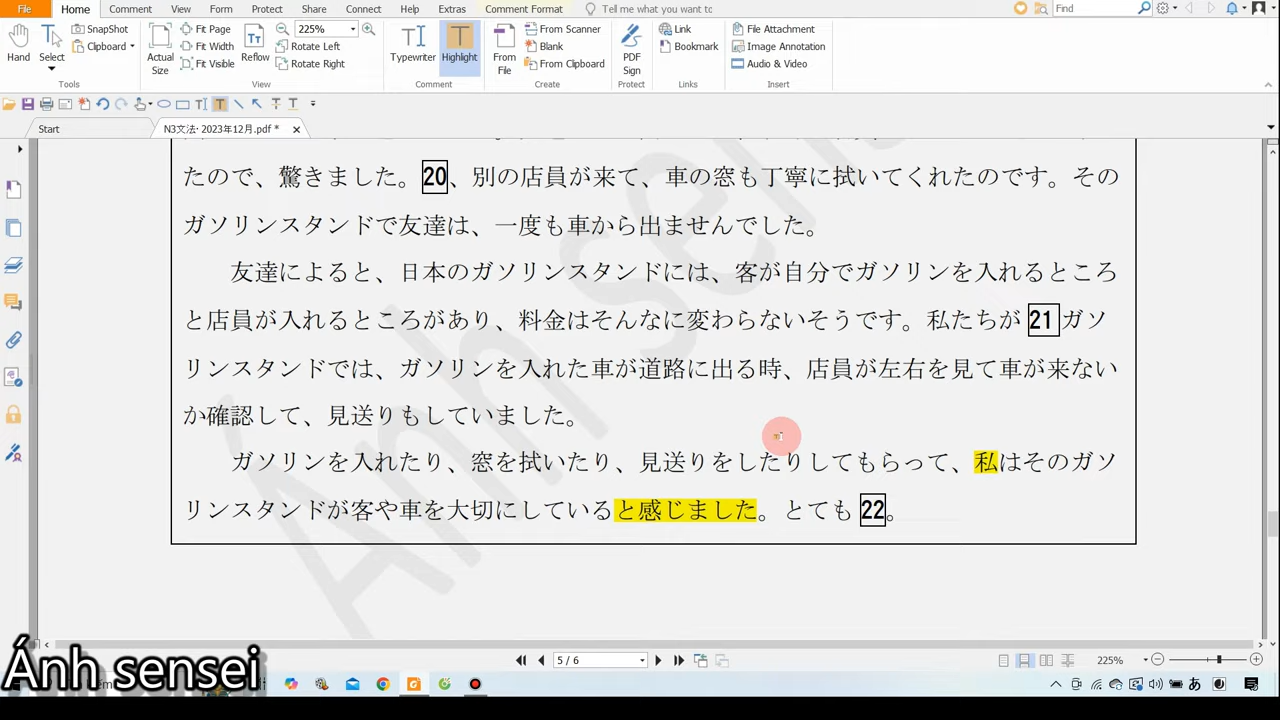 File Home Comment View Form Protect Share Connect Help Extras Comment Format Tell me what you want to Find
SnapShot Fit Page 225% From Scanner Link File Attachment
Clipboard Fit Width Rotate Left Blank Bookmark Image Annotation
Hand Select Actual Size Fit Visible Reflow Rotate Right Typewriter Highlight From File From Clipboard PDF Sign Audio & Video
Tools View Comment Create Protect Links Insert
Start N3文法- 2023年12月.pdf *
たので、驚きました。20、別の店員が来て、車の窓も丁寧に拭いてくれたのです。その
ガソリンスタンドで友達は、一度も車から出ませんでした。
友達によると、日本のガソリンスタンドには、客が自分でガソリンを入れるところ
と店員が入れるところがあり、料金はそんなに変わらないそうです。私たちが 21 ガソ
リンスタンドでは、ガソリンを入れた車が道路に出る時、店員が左右を見て車が来ない
か確認して、見送りもしていました。
ガソリンを入れたり、窓を拭いたり、見送りをしたりしてもらって、私はそのガソ
リンスタンドが客や車を大切にしていると感じました。とても 22。
Ánh sen
Ánh sensei
5 / 6 225%